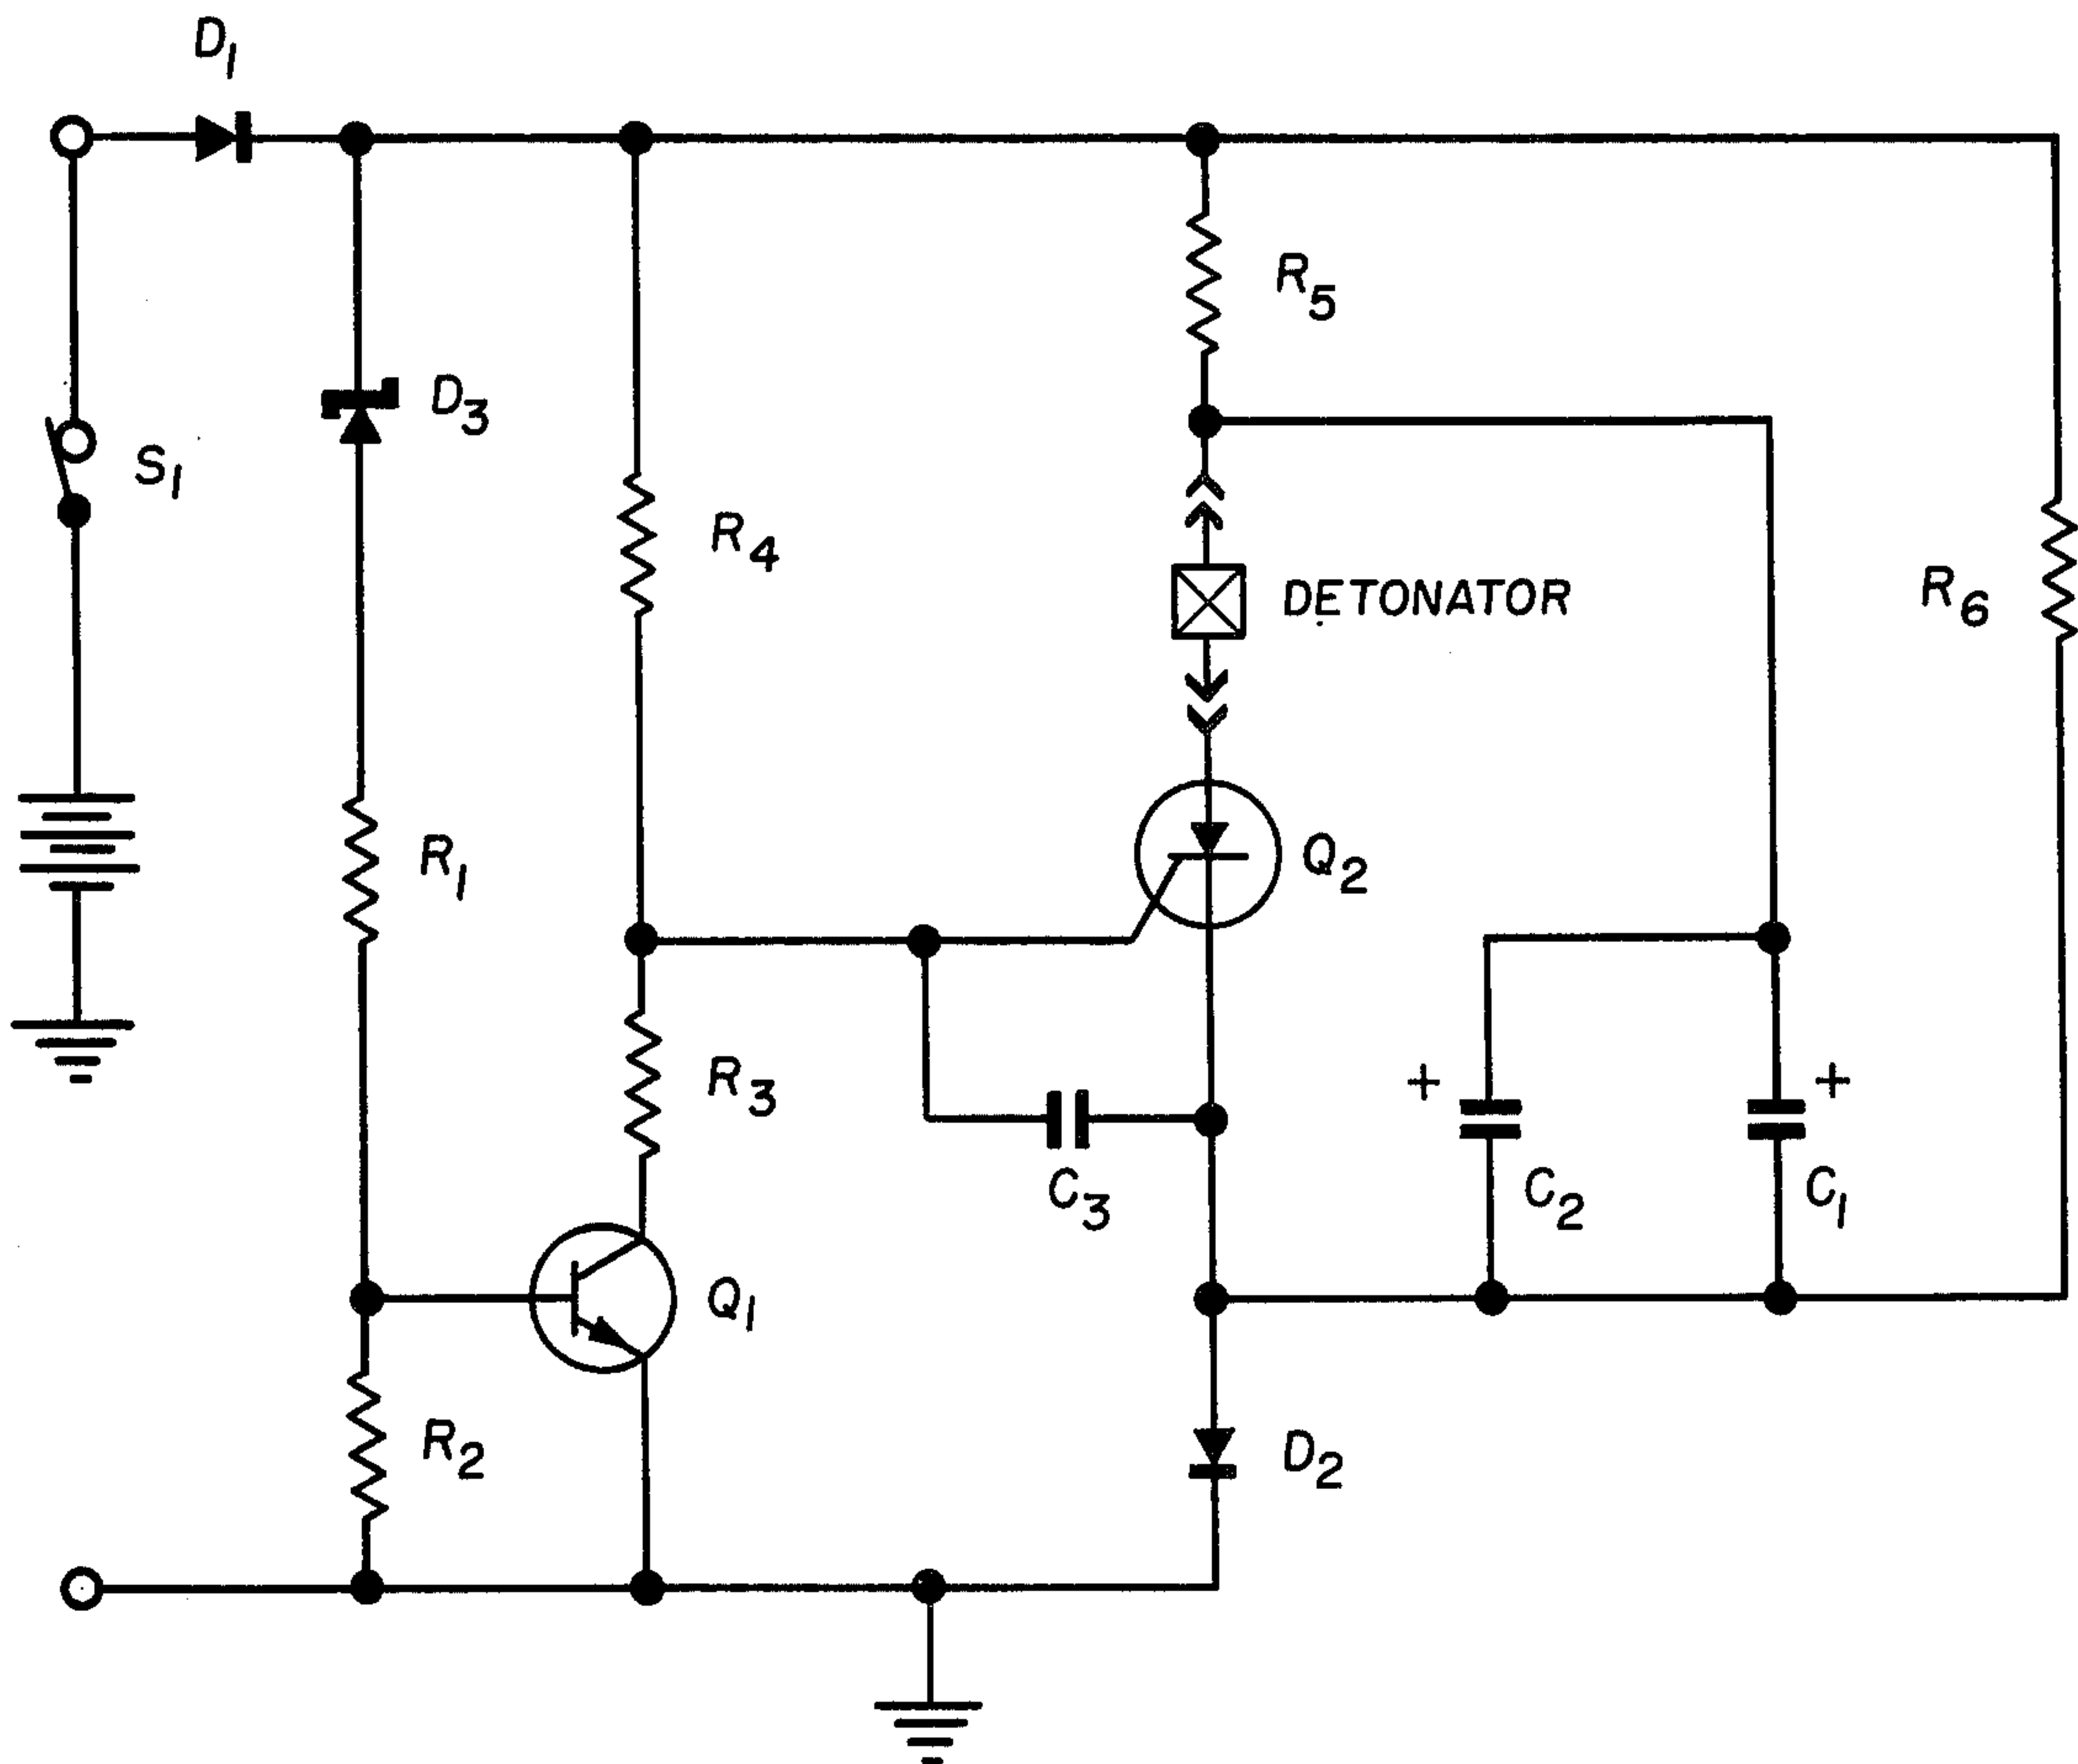 D1
R5
D3
S1
R4
DETONATOR
R6
R1
Q2
R3
+
+
C3
C2
C1
Q1
R2
D2